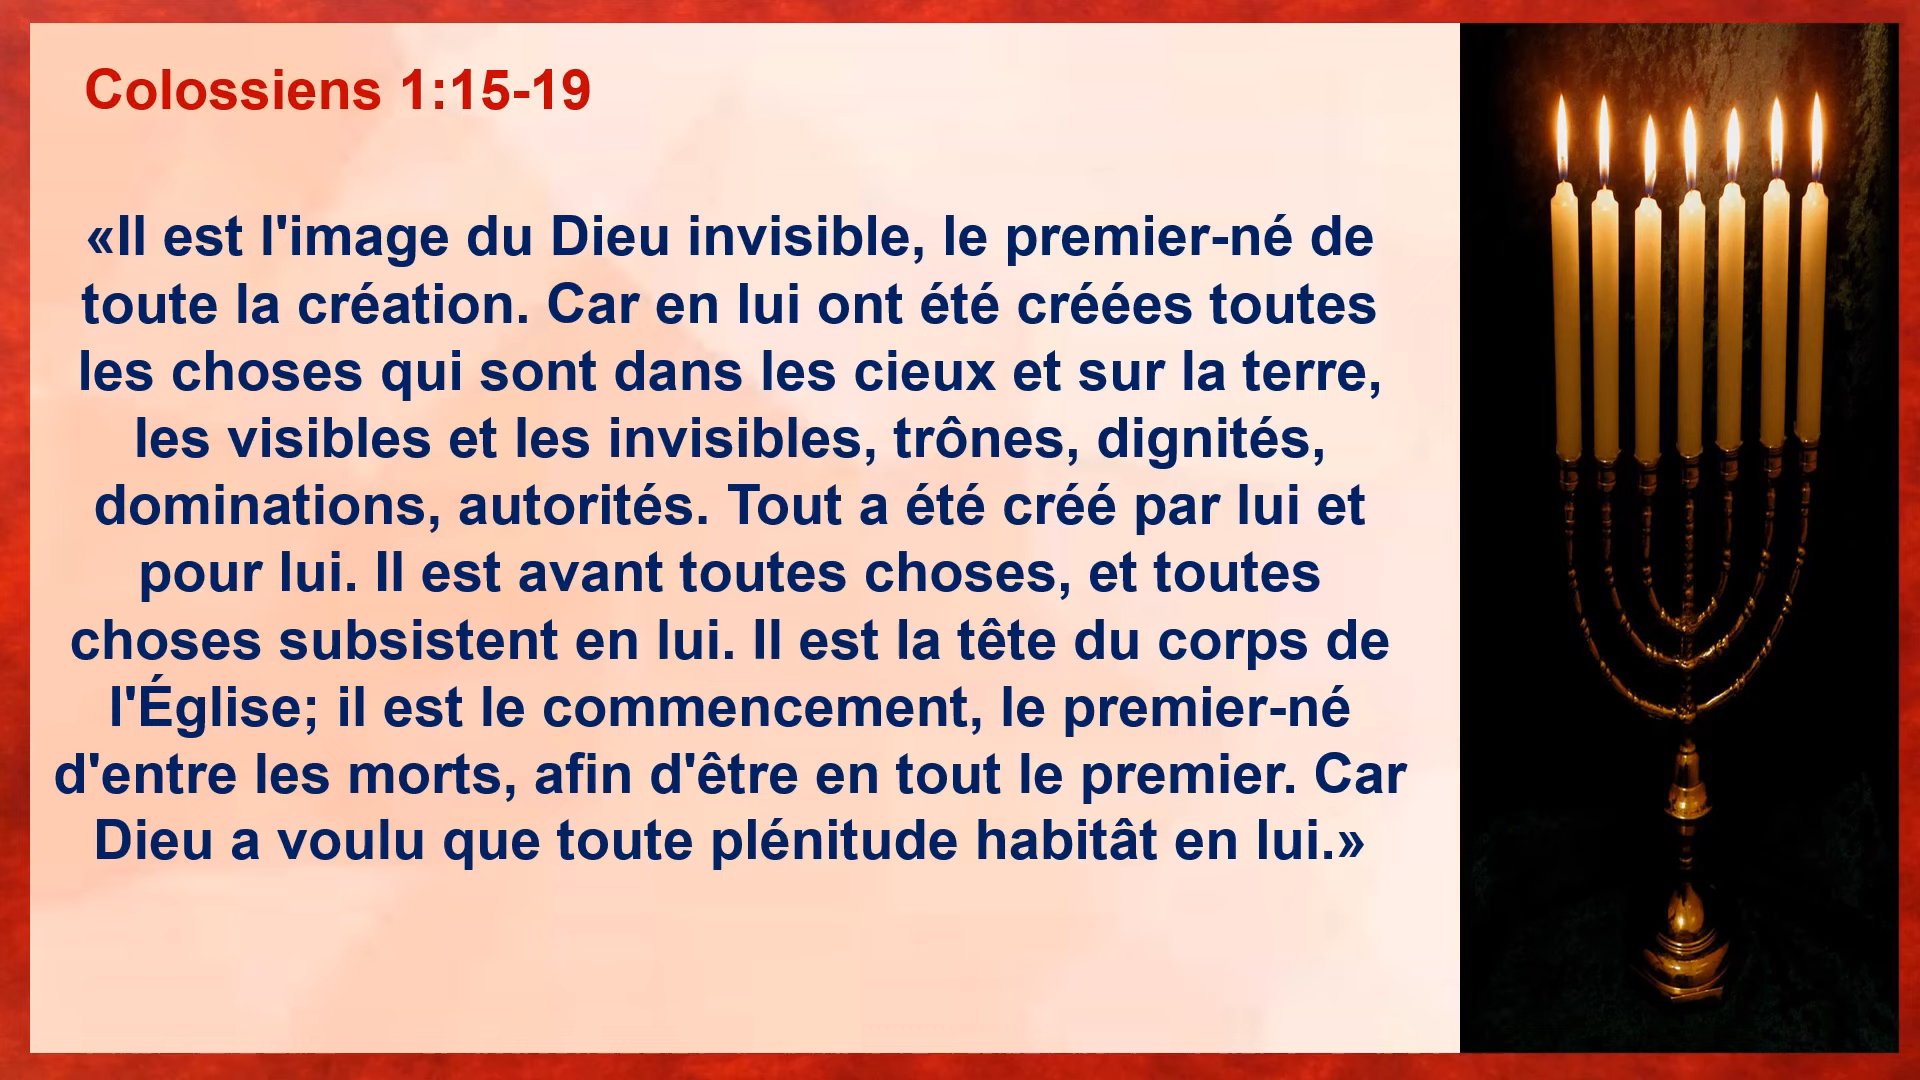 Colossiens 1:15-19
«Il est l'image du Dieu invisible, le premier-né de
toute la création. Car en lui ont été créées toutes
les choses qui sont dans les cieux et sur la terre,
les visibles et les invisibles, trônes, dignités,
dominations, autorités. Tout a été créé par lui et
pour lui. Il est avant toutes choses, et toutes
choses subsistent en lui. Il est la tête du corps de
l'Église; il est le commencement, le premier-né
d'entre les morts, afin d'être en tout le premier. Car
Dieu a voulu que toute plénitude habitât en lui.»